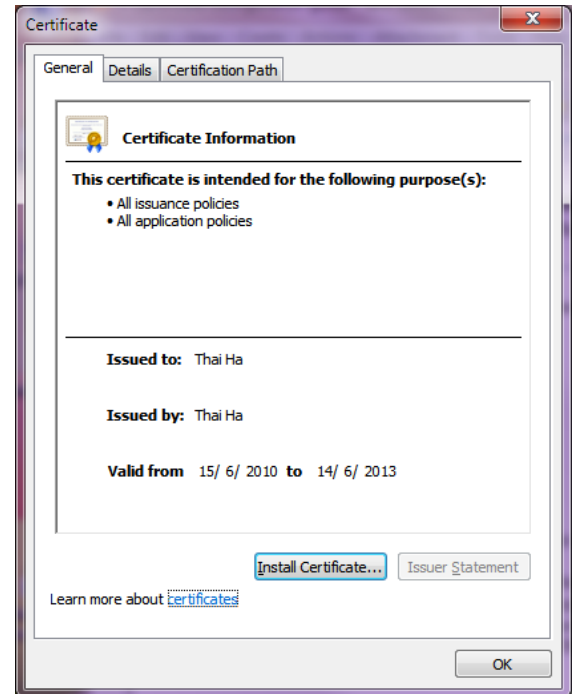 Certificate
General Details Certification Path
Certificate Information
This certificate is intended for the following purpose(s):
• All issuance policies
• All application policies
Issued to: Thai Ha
Issued by: Thai Ha
Valid from 15/ 6/ 2010 to 14/ 6/ 2013
Install Certificate... Issuer Statement
Learn more about certificates
OK